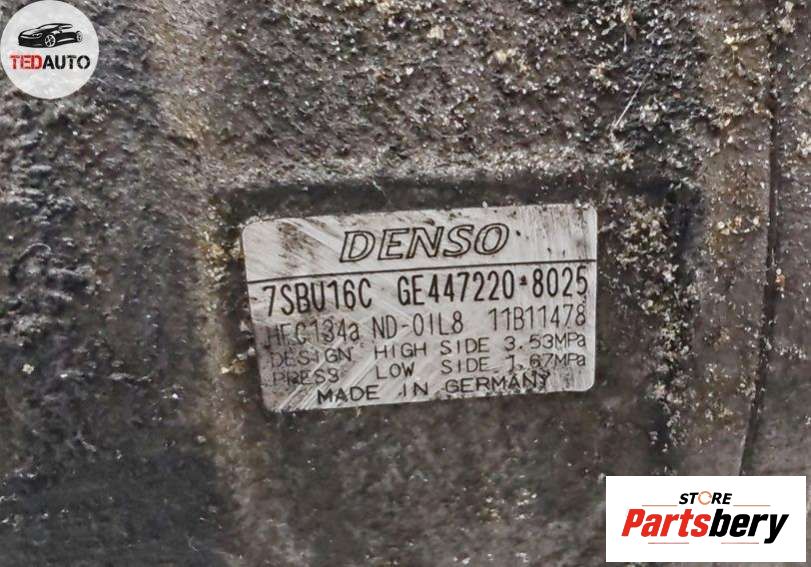 TEDAUTO
DENSO
7SBU16C GE447220-8025
HFC134a ND-OIL8 11B11478
DESIGN HIGH SIDE 3.53MPa
PRESS. LOW SIDE 1.67MPa
MADE IN GERMANY
STORE
Partsbery